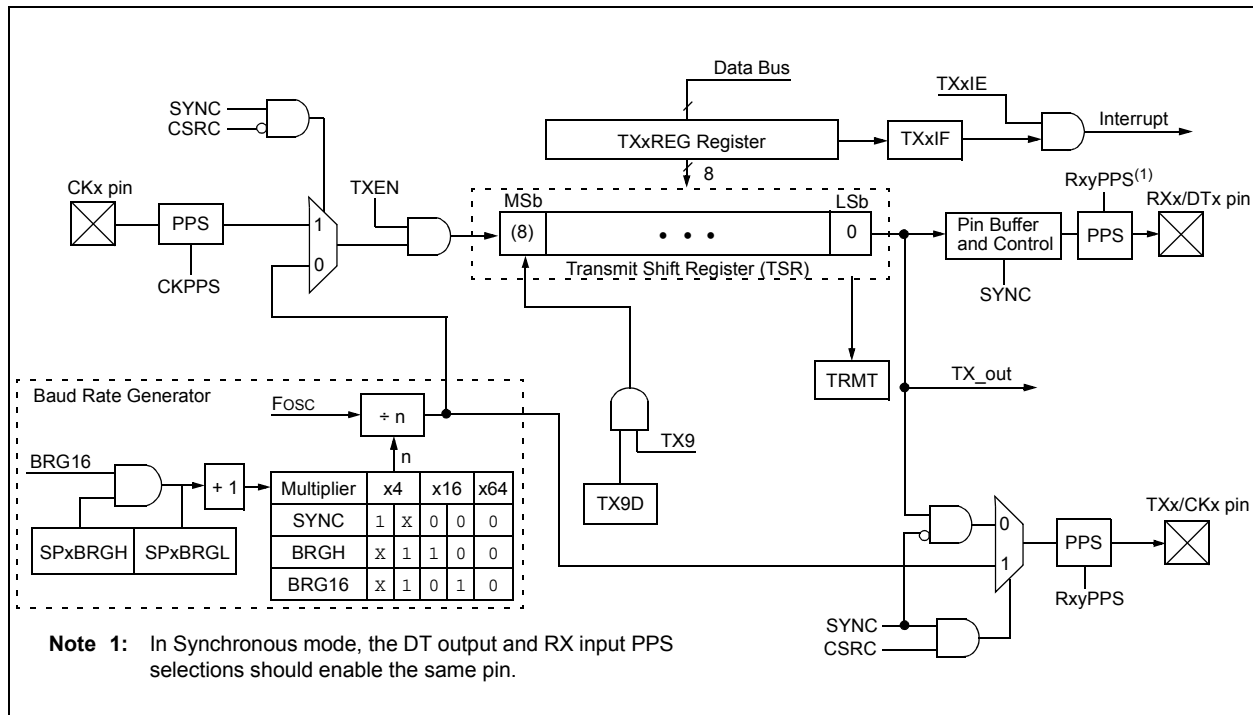 Data Bus
TXxIE
SYNC
CSRC
Interrupt
TXxREG Register
TXxIF
8
CKx pin
TXEN
RxyPPS(1)
RXx/DTx pin
MSb
LSb
PPS
1
(8)
• • •
0
Pin Buffer
and Control
PPS
0
Transmit Shift Register (TSR)
CKPPS
SYNC
TRMT
TX_out
Baud Rate Generator
FOSC
÷ n
n
TX9
BRG16
+ 1
Multiplier x4 x16 x64
SYNC 1 X 0 0 0
BRGH X 1 1 0 0
BRG16 X 1 0 1 0
SPxBRGH SPxBRGL
TX9D
TXx/CKx pin
0
1
PPS
RxyPPS
SYNC
CSRC
Note 1: In Synchronous mode, the DT output and RX input PPS
selections should enable the same pin.